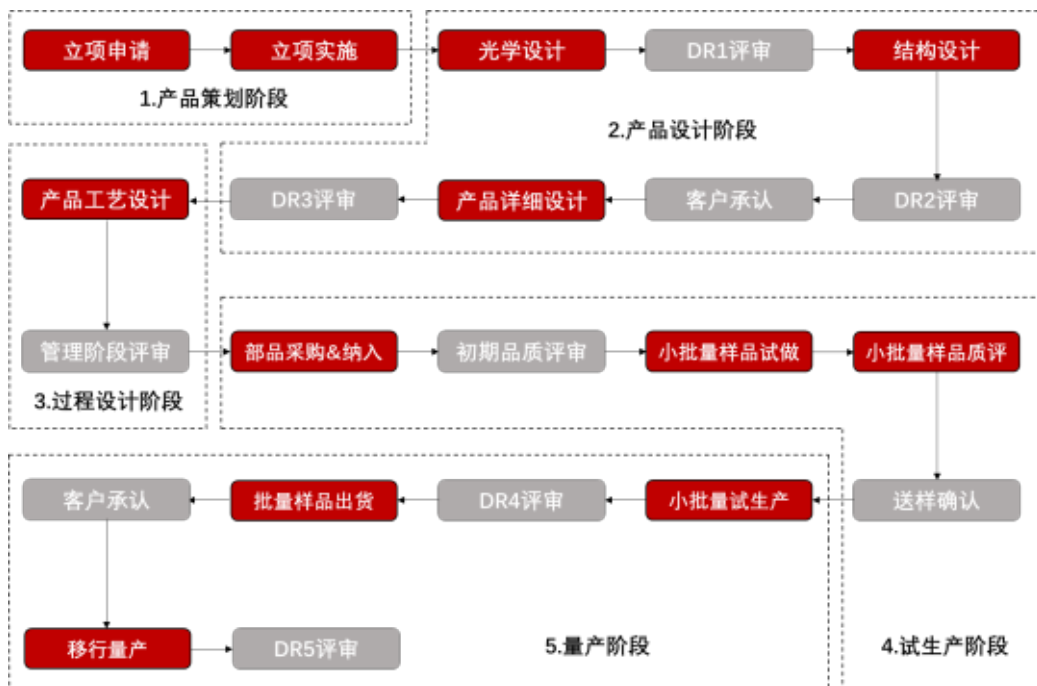 立项申请
立项实施
光学设计
DR1评审
结构设计
1.产品策划阶段
2.产品设计阶段
产品工艺设计
DR3评审
产品详细设计
客户承认
DR2评审
管理阶段评审
部品采购&纳入
初期品质评审
小批量样品试做
小批量样品质评
3.过程设计阶段
客户承认
批量样品出货
DR4评审
小批量试生产
送样确认
移行量产
DR5评审
5.量产阶段
4.试生产阶段